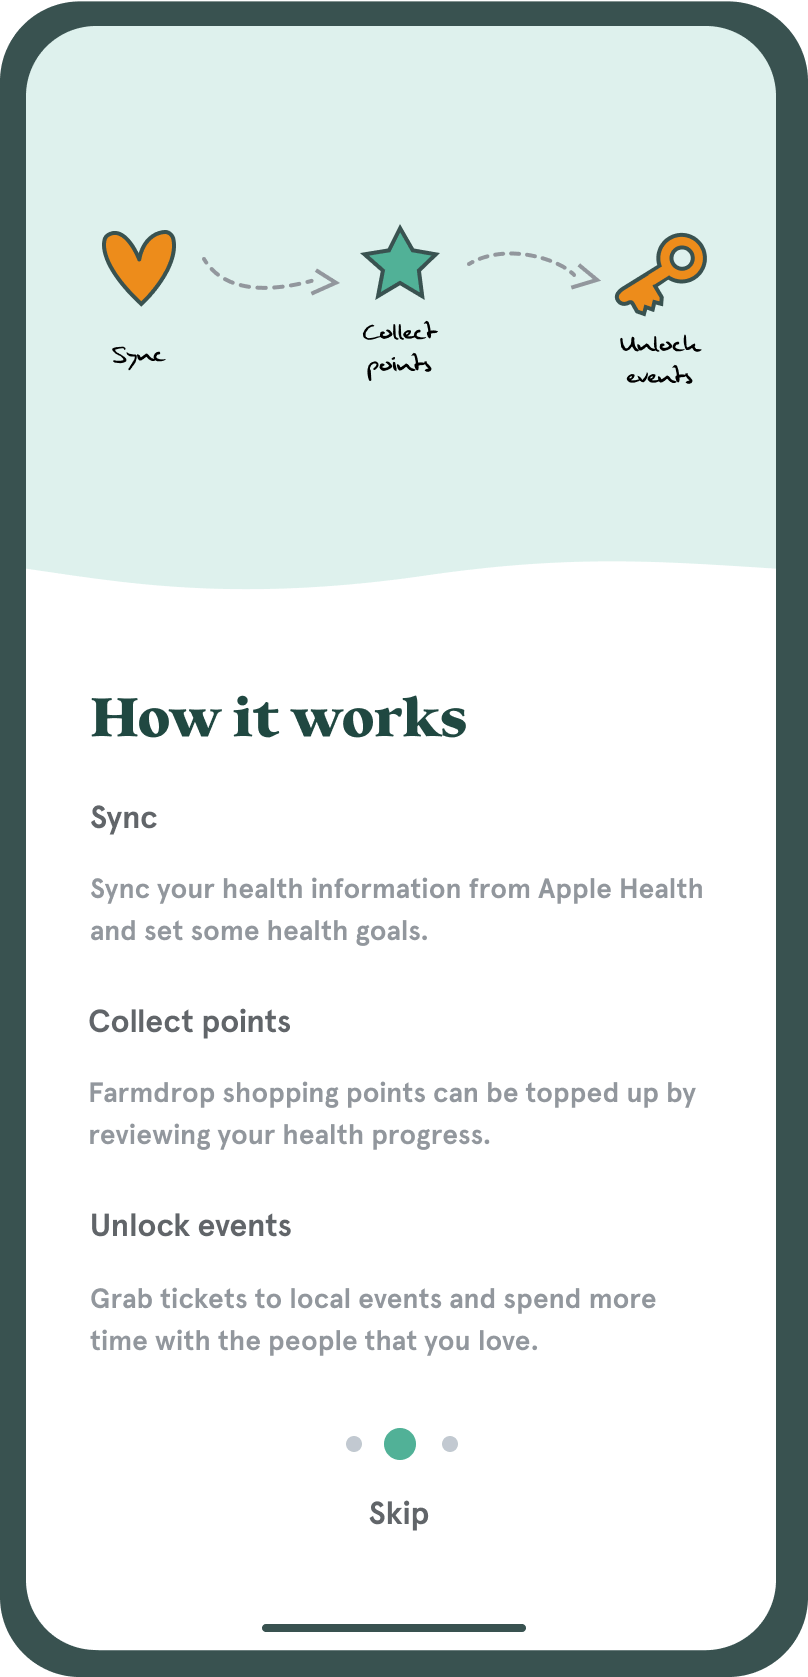 Sync
Collect
points
Unlock
events
How it works
Sync
Sync your health information from Apple Health
and set some health goals.
Collect points
Farmdrop shopping points can be topped up by
reviewing your health progress.
Unlock events
Grab tickets to local events and spend more
time with the people that you love.
Skip